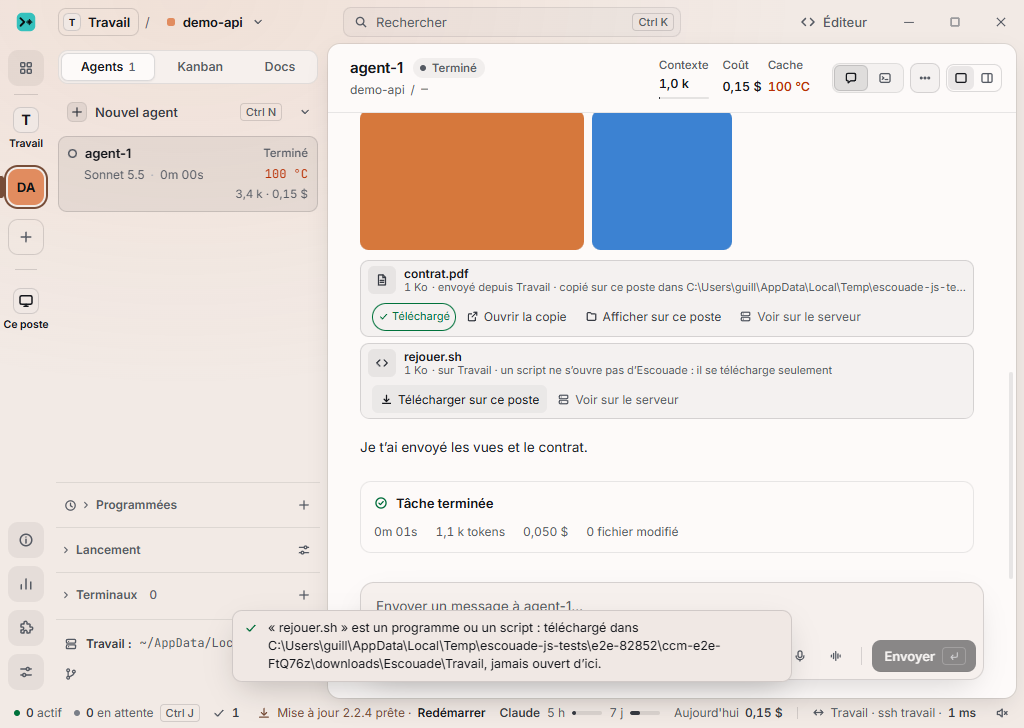 T Travail / demo-api
Rechercher Ctrl K
Éditeur
T
Travail
DA
Ce poste
Agents 1 Kanban Docs
Nouvel agent Ctrl N
agent-1 Terminé
Sonnet 5.5 · 0m 00s 100 °C
3,4 k · 0,15 $
Programmées
Lancement
Terminaux 0
Travail : ~/AppData/Loc
agent-1 Terminé
demo-api / –
Contexte Coût Cache
1,0 k 0,15 $ 100 °C
contrat.pdf
1 Ko · envoyé depuis Travail · copié sur ce poste dans C:\Users\guill\AppData\Local\Temp\escouade-js-te...
Téléchargé Ouvrir la copie Afficher sur ce poste Voir sur le serveur
rejouer.sh
1 Ko · sur Travail · un script ne s’ouvre pas d’Escouade : il se télécharge seulement
Télécharger sur ce poste Voir sur le serveur
Je t’ai envoyé les vues et le contrat.
Tâche terminée
0m 01s 1,1 k tokens 0,050 $ 0 fichier modifié
Envoyer un message à agent-1...
« rejouer.sh » est un programme ou un script : téléchargé dans
C:\Users\guill\AppData\Local\Temp\escouade-js-tests\e2e-82852\ccm-e2e-
FtQ76z\downloads\Escouade\Travail, jamais ouvert d’ici.
Envoyer
0 actif 0 en attente Ctrl J 1 Mise à jour 2.2.4 prête · Redémarrer Claude 5 h 7 j Aujourd'hui 0,15 $ Travail · ssh travail · 1 ms